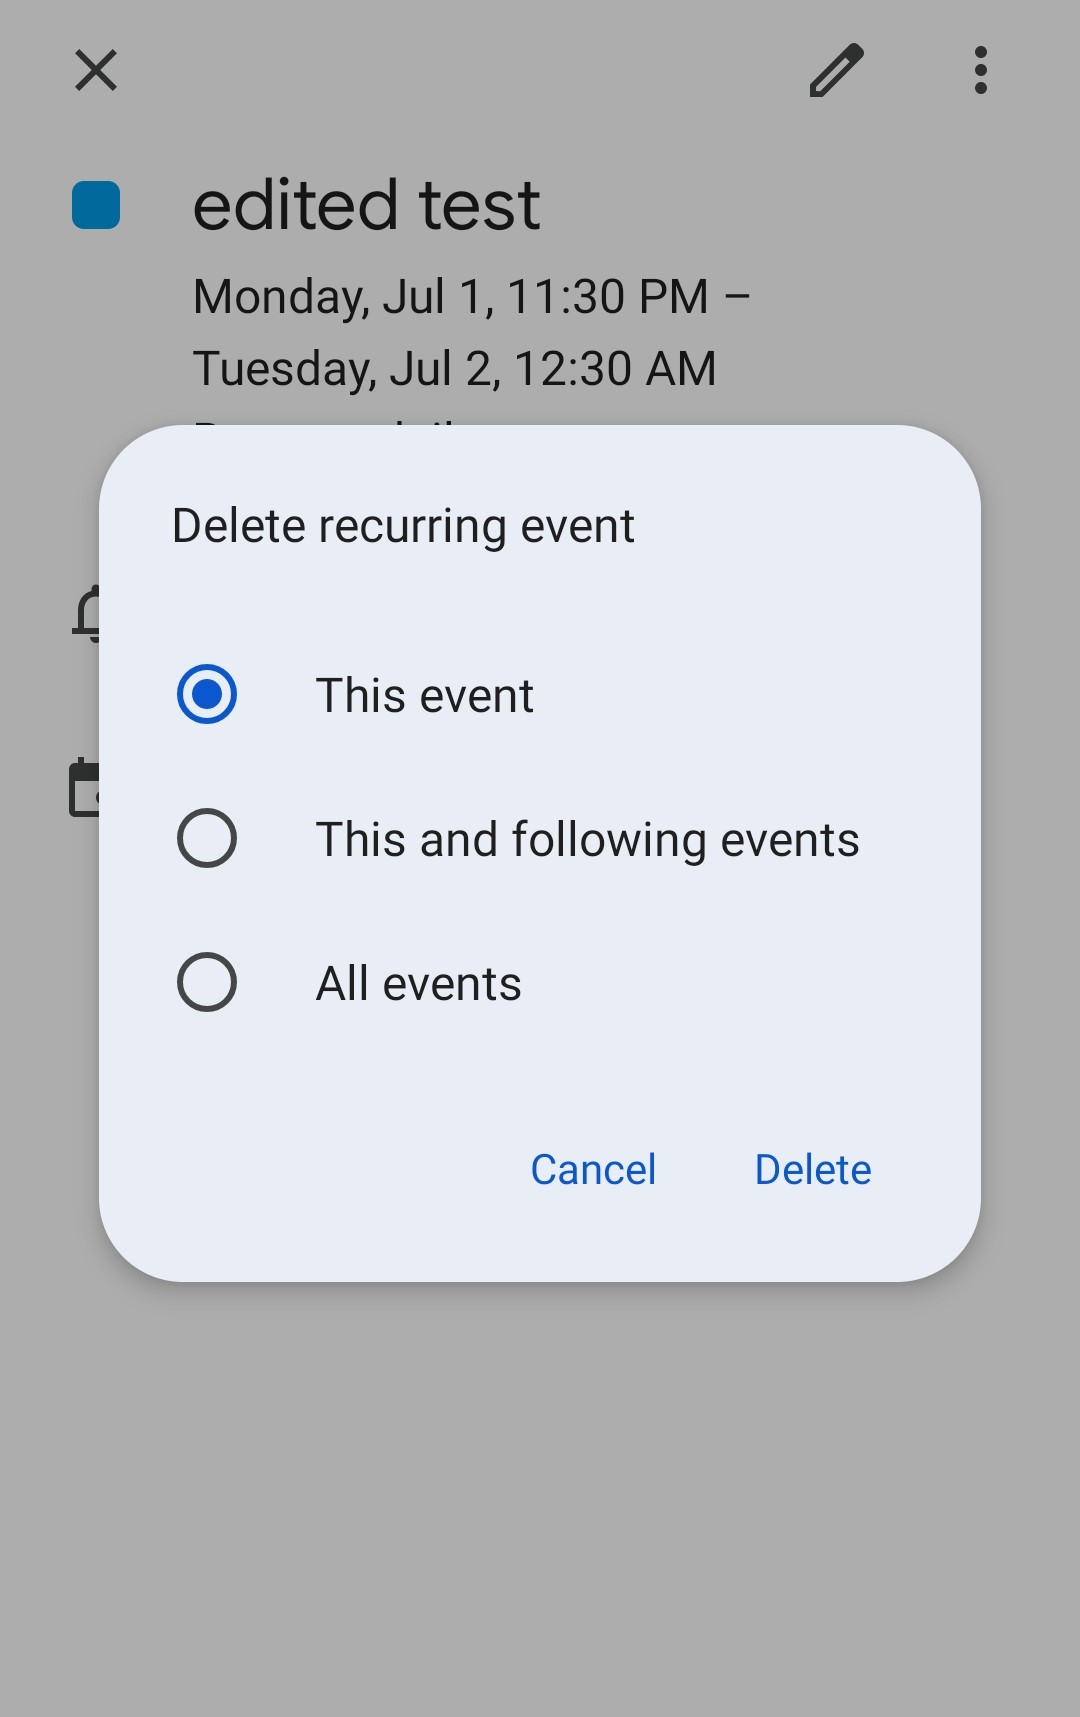 edited test
Monday, Jul 1, 11:30 PM –
Tuesday, Jul 2, 12:30 AM
Delete recurring event
This event
This and following events
All events
Cancel Delete